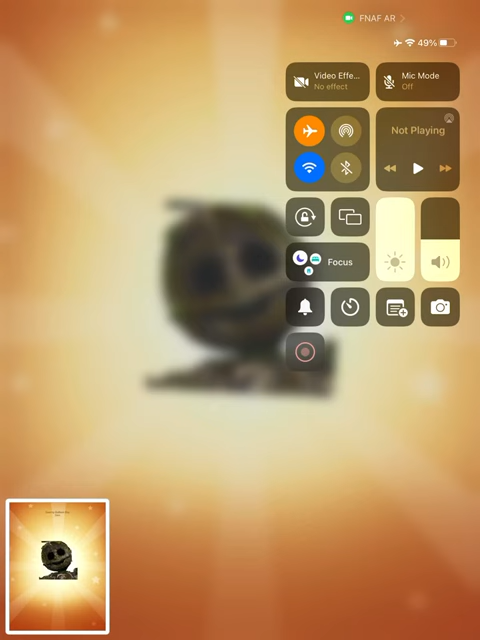 FNAF AR
49%
Video Effe...
No effect
Mic Mode
Off
Not Playing
Focus